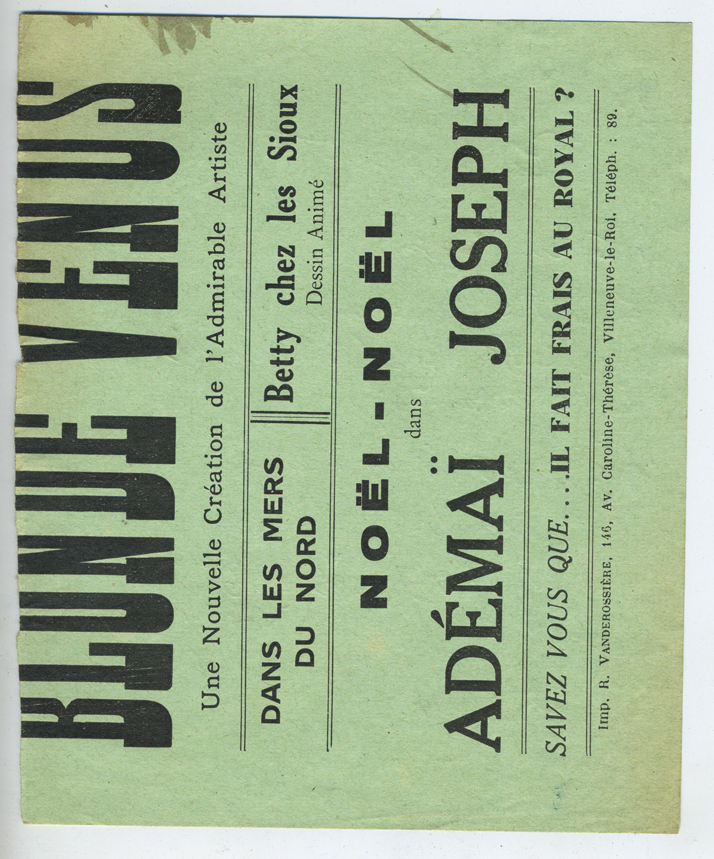 BLONDE VENUS
Une Nouvelle Création de l'Admirable Artiste
DANS LES MERS
DU NORD
Betty chez les Sioux
Dessin Animé
NOËL-NOËL
dans
ADÉMAÏ JOSEPH
SAVEZ VOUS QUE....IL FAIT FRAIS AU ROYAL ?
Imp. R. VANDEROSSIÈRE, 146, Av. Caroline-Thérèse, Villeneuve-le-Roi, Téléph. : 89.